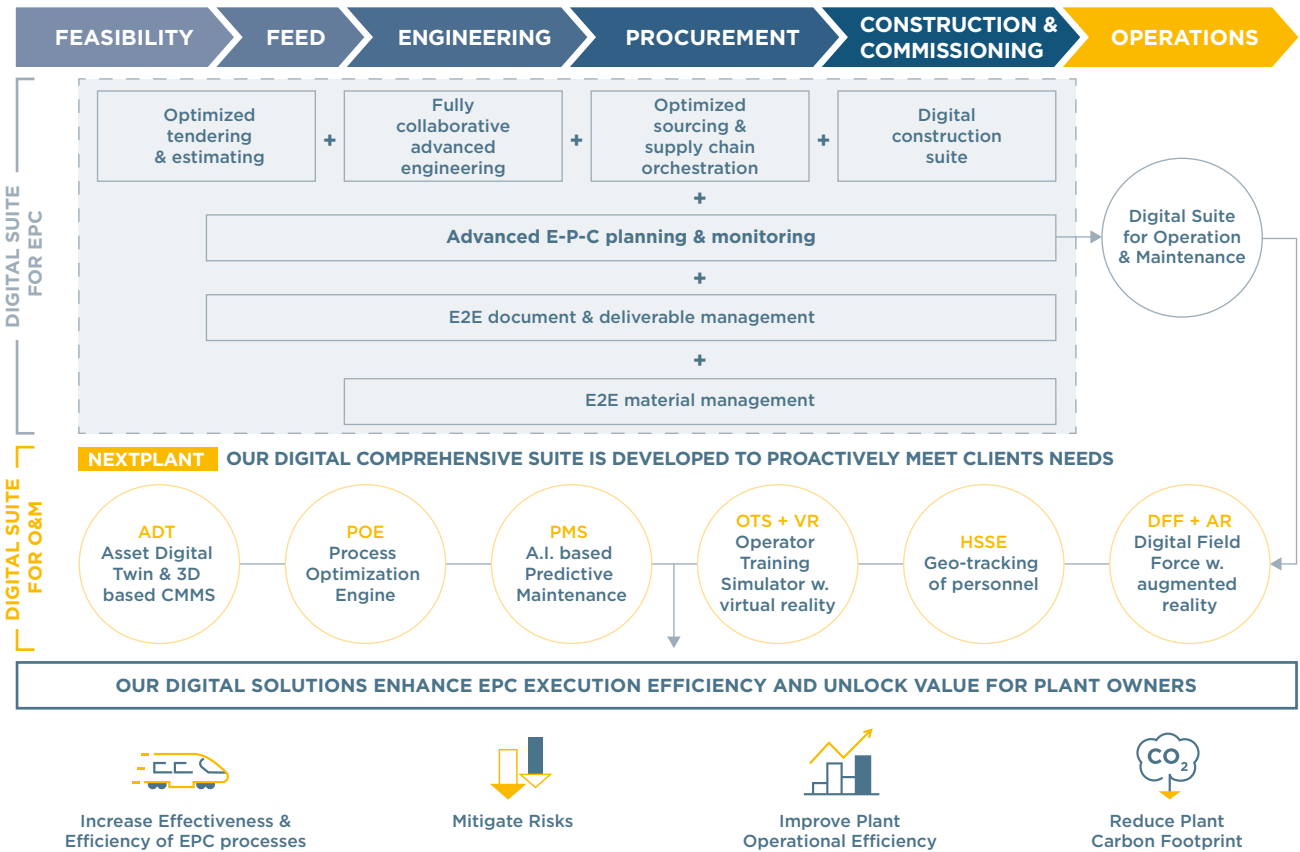 FEASIBILITY
FEED
ENGINEERING
PROCUREMENT
CONSTRUCTION &
COMMISSIONING
OPERATIONS
DIGITAL SUITE
FOR EPC
Optimized
tendering
& estimating
+
Fully
collaborative
advanced
engineering
+
Optimized
sourcing &
supply chain
orchestration
+
Digital
construction
suite
+
Advanced E-P-C planning & monitoring
+
E2E document & deliverable management
+
E2E material management
Digital Suite
for Operation
& Maintenance
DIGITAL SUITE
FOR O&M
NEXTPLANT OUR DIGITAL COMPREHENSIVE SUITE IS DEVELOPED TO PROACTIVELY MEET CLIENTS NEEDS
ADT
Asset Digital
Twin & 3D
based CMMS
POE
Process
Optimization
Engine
PMS
A.I. based
Predictive
Maintenance
OTS + VR
Operator
Training
Simulator w.
virtual reality
HSSE
Geo-tracking
of personnel
DFF + AR
Digital Field
Force w.
augmented
reality
OUR DIGITAL SOLUTIONS ENHANCE EPC EXECUTION EFFICIENCY AND UNLOCK VALUE FOR PLANT OWNERS
Increase Effectiveness &
Efficiency of EPC processes
Mitigate Risks
Improve Plant
Operational Efficiency
CO2
Reduce Plant
Carbon Footprint